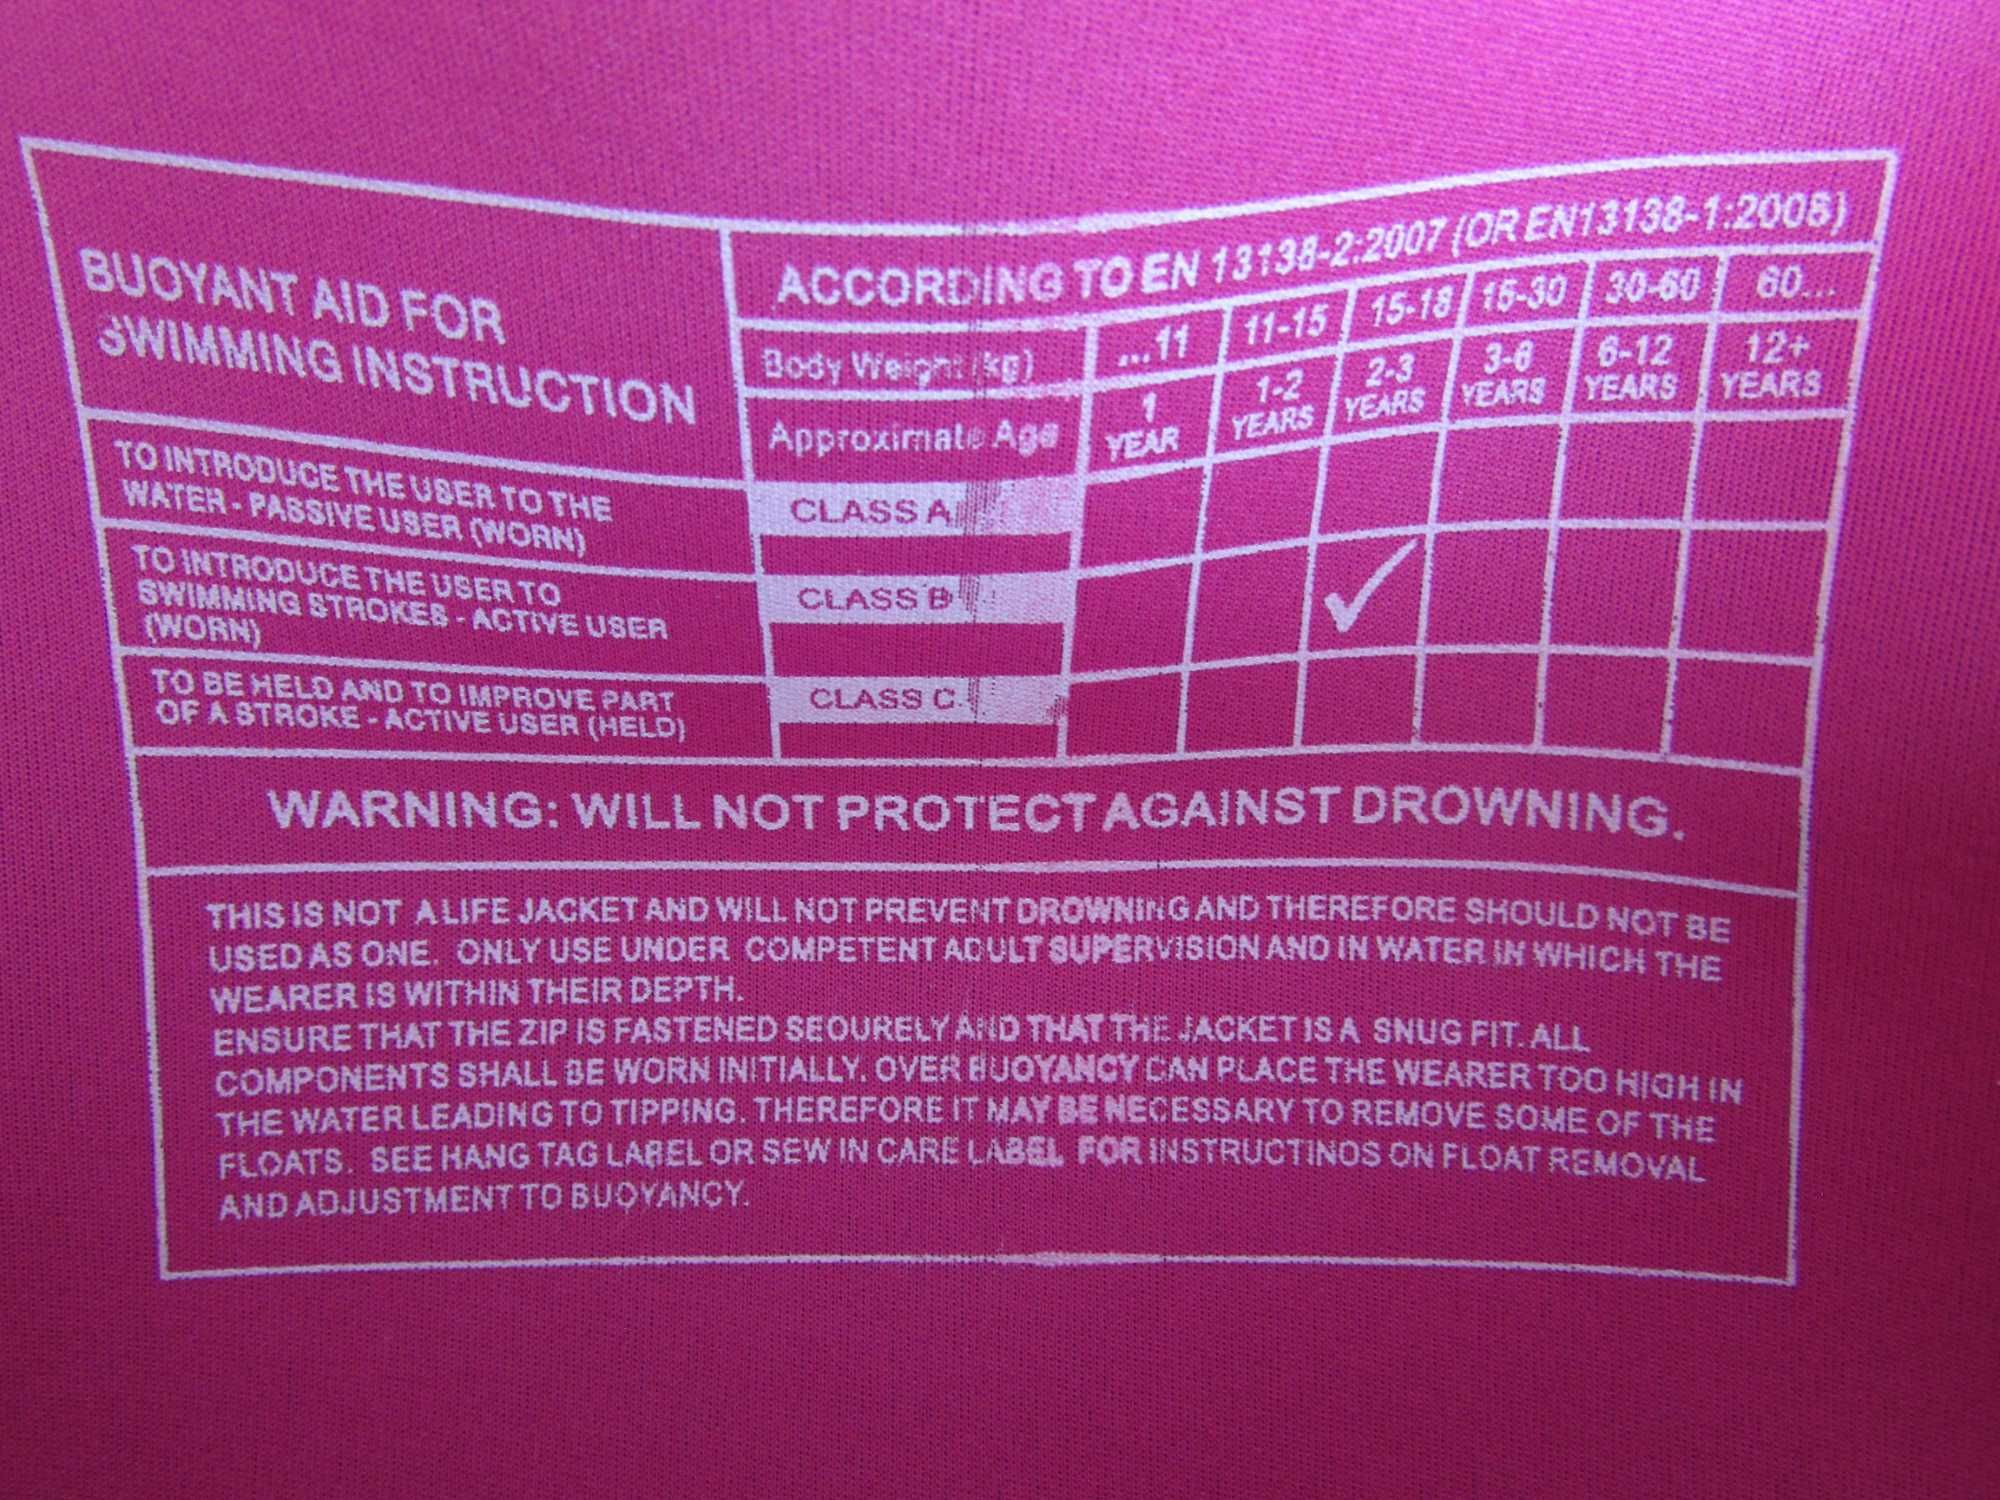 BUOYANT AID FOR
SWIMMING INSTRUCTION
ACCORDING TO EN 13138-2:2007 (OR EN13138-1:2008)
Body Weight (kg) ...11 11-15 15-18 18-30 30-60 60...
Approximate Age 1 YEAR 1-2 YEARS 2-3 YEARS 3-6 YEARS 6-12 YEARS 12+ YEARS
TO INTRODUCE THE USER TO THE
WATER - PASSIVE USER (WORN)
CLASS A
TO INTRODUCE THE USER TO
SWIMMING STROKES - ACTIVE USER
(WORN)
CLASS B
✓
TO BE HELD AND TO IMPROVE PART
OF A STROKE - ACTIVE USER (HELD)
CLASS C
WARNING: WILL NOT PROTECT AGAINST DROWNING.
THIS IS NOT A LIFE JACKET AND WILL NOT PREVENT DROWNING AND THEREFORE SHOULD NOT BE
USED AS ONE. ONLY USE UNDER COMPETENT ADULT SUPERVISION AND IN WATER IN WHICH THE
WEARER IS WITHIN THEIR DEPTH.
ENSURE THAT THE ZIP IS FASTENED SEOURELY AND THAT THE JACKET IS A SNUG FIT. ALL
COMPONENTS SHALL BE WORN INITIALLY. OVER BUOYANCY CAN PLACE THE WEARER TOO HIGH IN
THE WATER LEADING TO TIPPING. THEREFORE IT MAY BE NECESSARY TO REMOVE SOME OF THE
FLOATS. SEE HANG TAG LABEL OR SEW IN CARE LABEL FOR INSTRUCTINOS ON FLOAT REMOVAL
AND ADJUSTMENT TO BUOYANCY.